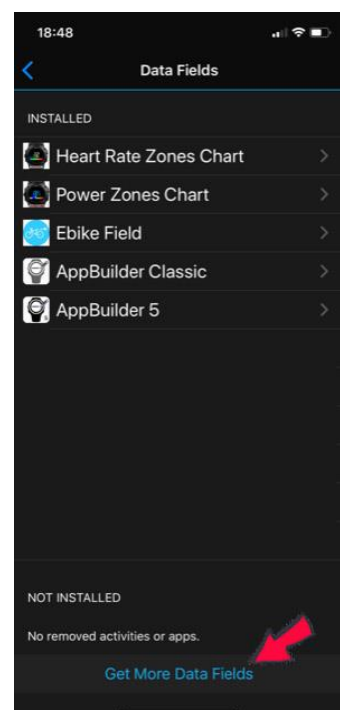 18:48
Data Fields
INSTALLED
Heart Rate Zones Chart
Power Zones Chart
Ebike Field
AppBuilder Classic
AppBuilder 5
NOT INSTALLED
No removed activities or apps.
Get More Data Fields